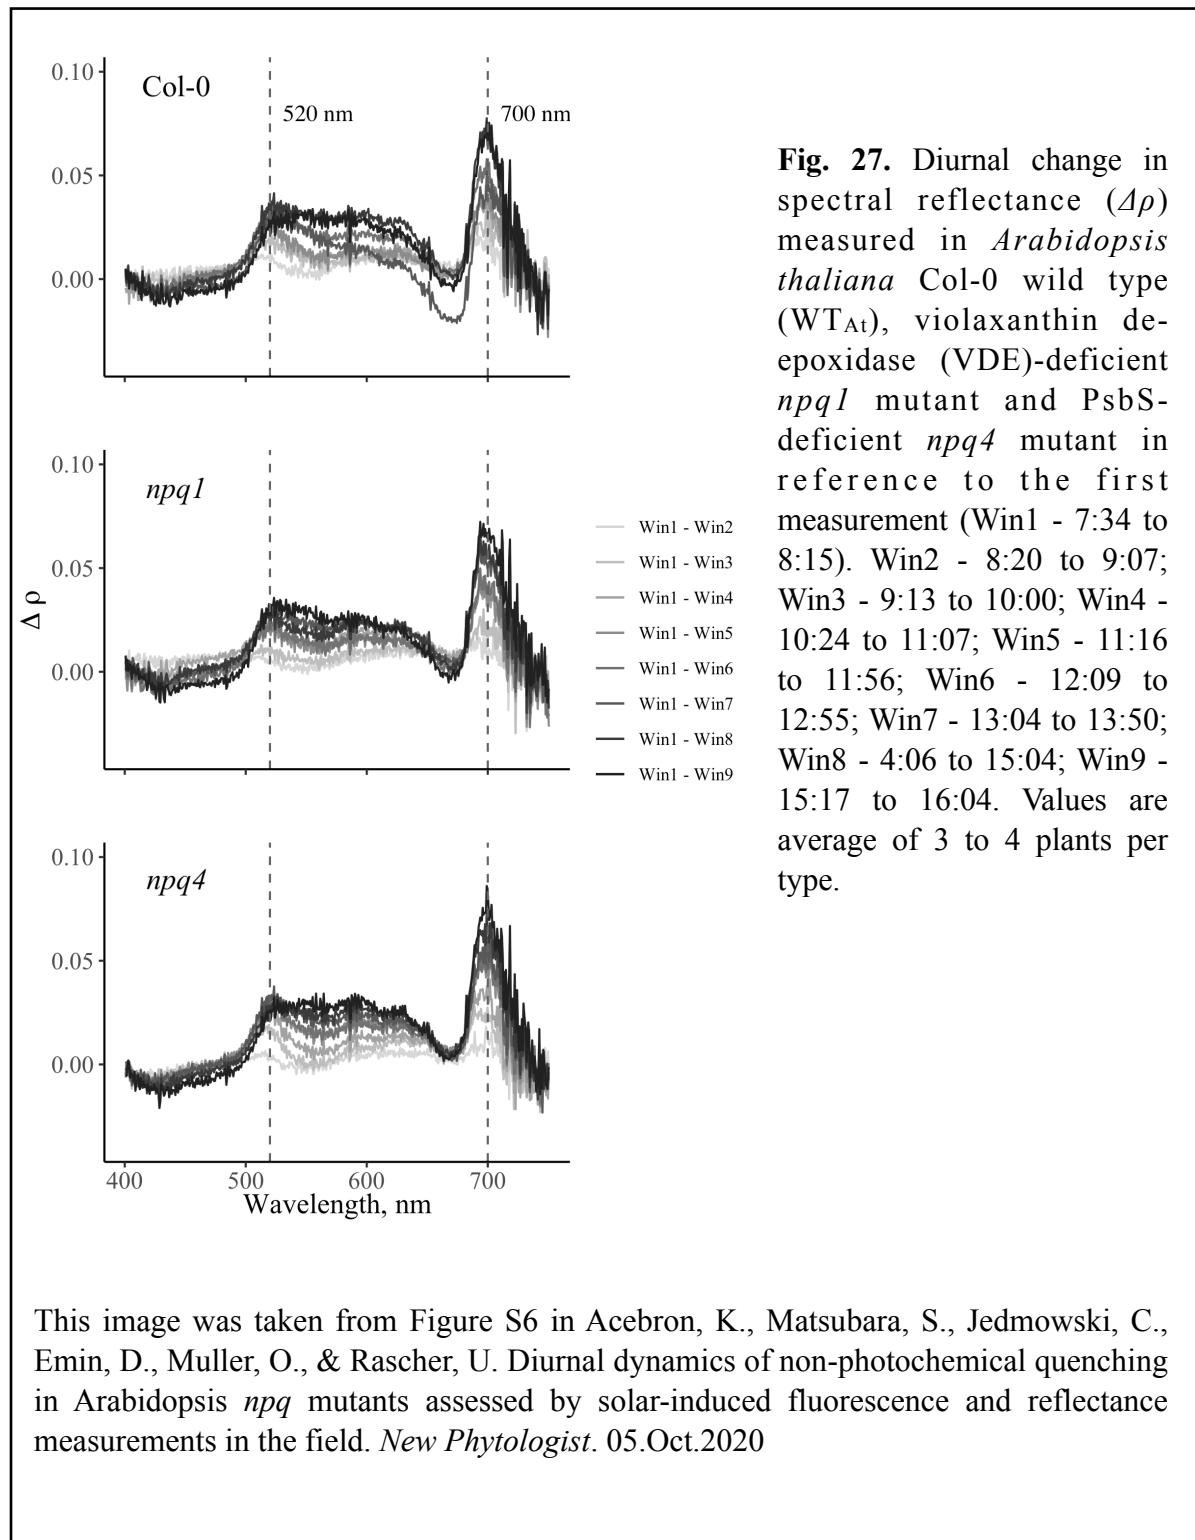 0.10
Col-0
520 nm
700 nm
0.05
0.00
0.10
npq1
0.05
0.00
Δ ρ
Win1 - Win2
Win1 - Win3
Win1 - Win4
Win1 - Win5
Win1 - Win6
Win1 - Win7
Win1 - Win8
Win1 - Win9
0.10
npq4
0.05
0.00
400 500 600 700
Wavelength, nm
Fig. 27. Diurnal change in
spectral reflectance (Δρ)
measured in Arabidopsis
thaliana Col-0 wild type
(WTAt), violaxanthin de-
epoxidase (VDE)-deficient
npq1 mutant and PsbS-
deficient npq4 mutant in
reference to the first
measurement (Win1 - 7:34 to
8:15). Win2 - 8:20 to 9:07;
Win3 - 9:13 to 10:00; Win4 -
10:24 to 11:07; Win5 - 11:16
to 11:56; Win6 - 12:09 to
12:55; Win7 - 13:04 to 13:50;
Win8 - 4:06 to 15:04; Win9 -
15:17 to 16:04. Values are
average of 3 to 4 plants per
type.
This image was taken from Figure S6 in Acebron, K., Matsubara, S., Jedmowski, C.,
Emin, D., Muller, O., & Rascher, U. Diurnal dynamics of non-photochemical quenching
in Arabidopsis npq mutants assessed by solar-induced fluorescence and reflectance
measurements in the field. New Phytologist. 05.Oct.2020